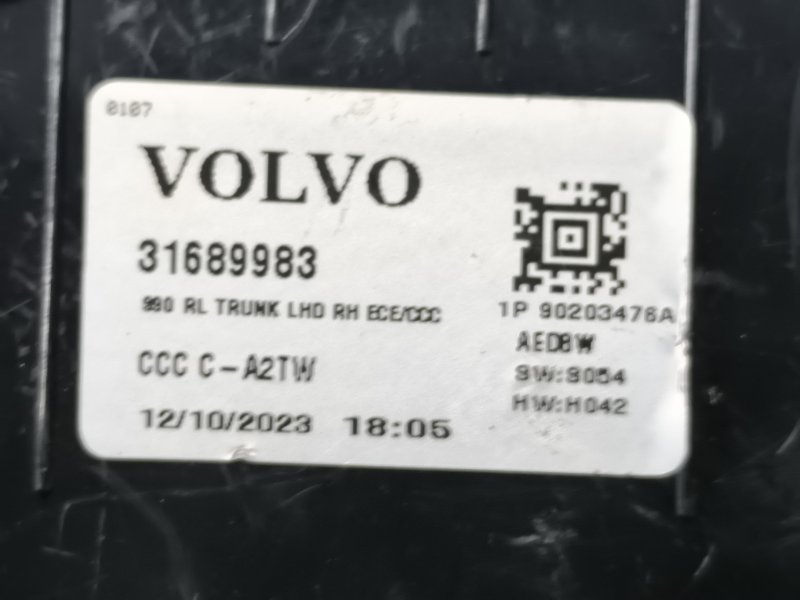 0107
VOLVO
31689983
990 RL TRUNK LHD RH ECE/CCC
1P 90203476A
AED8W
CCC C-A2TW
SW:S054
HW:H042
12/10/2023 18:05